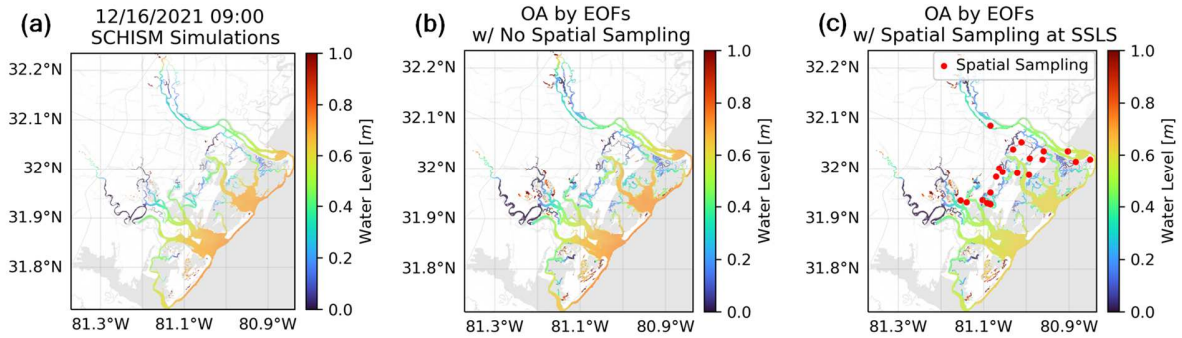 (a)
12/16/2021 09:00
SCHISM Simulations
32.2°N
32.1°N
32°N
31.9°N
31.8°N
81.3°W
81.1°W
80.9°W
1.0
0.8
0.6
0.4
0.2
0.0
Water Level [m]
(b)
OA by EOFs
w/ No Spatial Sampling
32.2°N
32.1°N
32°N
31.9°N
31.8°N
81.3°W
81.1°W
80.9°W
1.0
0.8
0.6
0.4
0.2
0.0
Water Level [m]
(c)
OA by EOFs
w/ Spatial Sampling at SSLS
Spatial Sampling
32.2°N
32.1°N
32°N
31.9°N
31.8°N
81.3°W
81.1°W
80.9°W
1.0
0.8
0.6
0.4
0.2
0.0
Water Level [m]